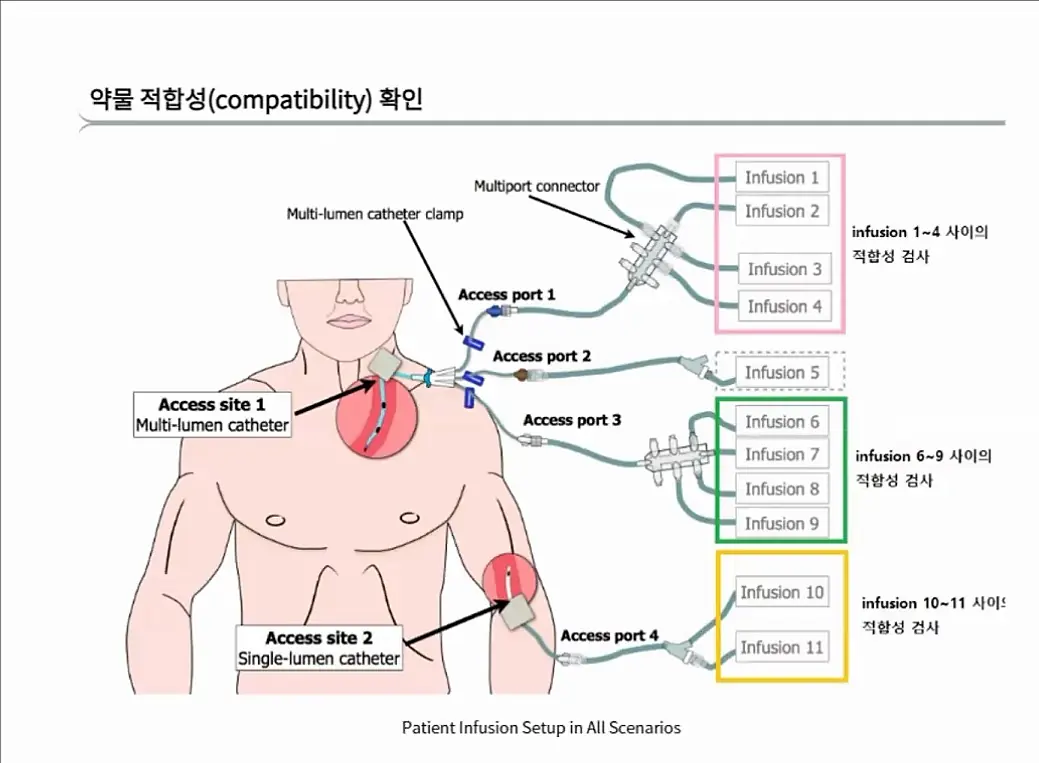 약물 적합성(compatibility) 확인
Multiport connector
Multi-lumen catheter clamp
Infusion 1
Infusion 2
Infusion 3
Infusion 4
infusion 1~4 사이의
적합성 검사
Access port 1
Access port 2
Infusion 5
Access site 1
Multi-lumen catheter
Access port 3
Infusion 6
Infusion 7
Infusion 8
Infusion 9
infusion 6~9 사이의
적합성 검사
Access site 2
Single-lumen catheter
Access port 4
Infusion 10
Infusion 11
infusion 10~11 사이의
적합성 검사
Patient Infusion Setup in All Scenarios